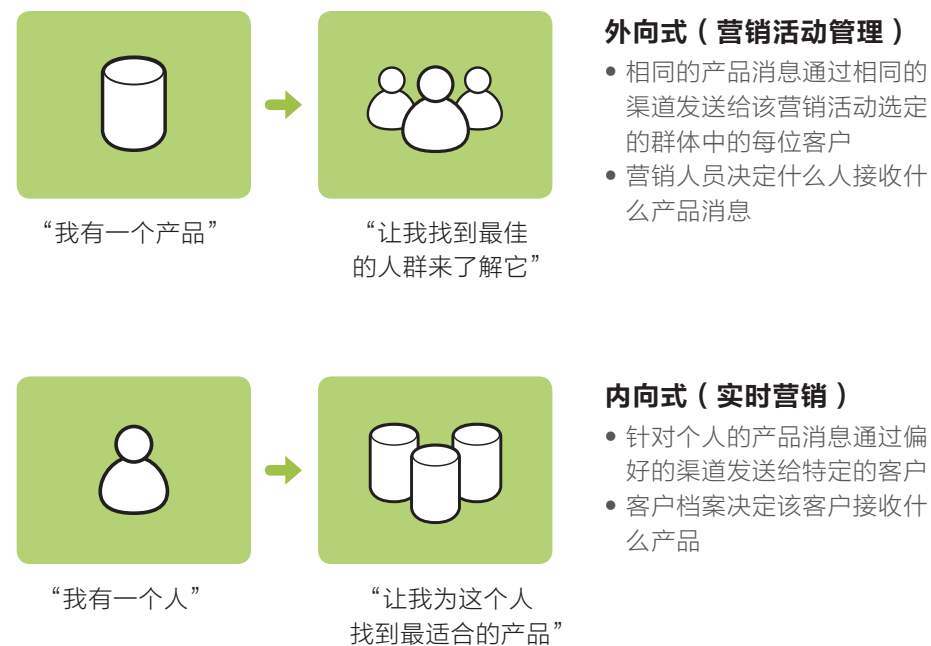 外向式（营销活动管理）
• 相同的产品消息通过相同的
渠道发送给该营销活动选定
的群体中的每位客户
• 营销人员决定什么人接收什
么产品消息
“我有一个产品”
“让我找到最佳
的人群来了解它”
内向式（实时营销）
• 针对个人的产品消息通过偏
好的渠道发送给特定的客户
• 客户档案决定该客户接收什
么产品
“我有一个人”
“让我为这个人
找到最适合的产品”